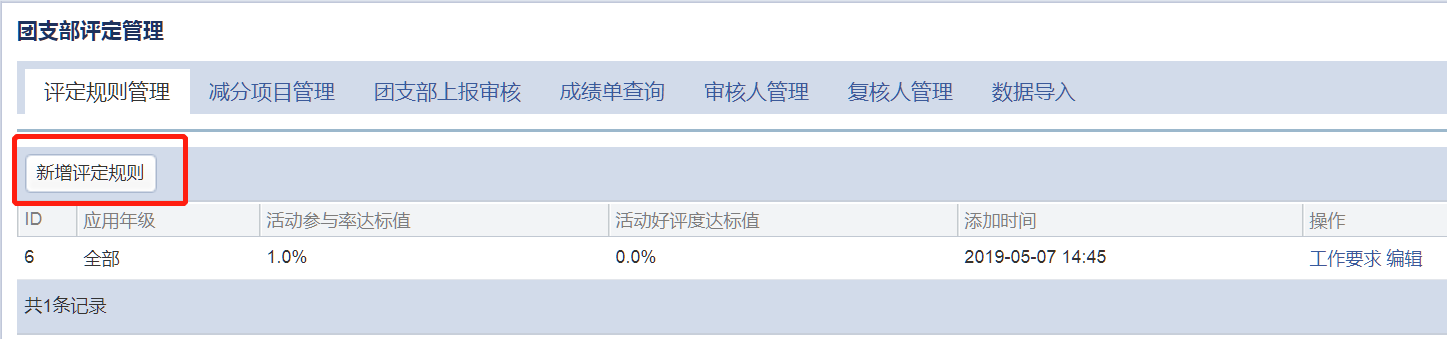 团支部评定管理
评定规则管理 减分项目管理 团支部上报审核 成绩单查询 审核人管理 复核人管理 数据导入
新增评定规则
ID 应用年级 活动参与率达标值 活动好评度达标值 添加时间 操作
6 全部 1.0% 0.0% 2019-05-07 14:45 工作要求 编辑
共1条记录